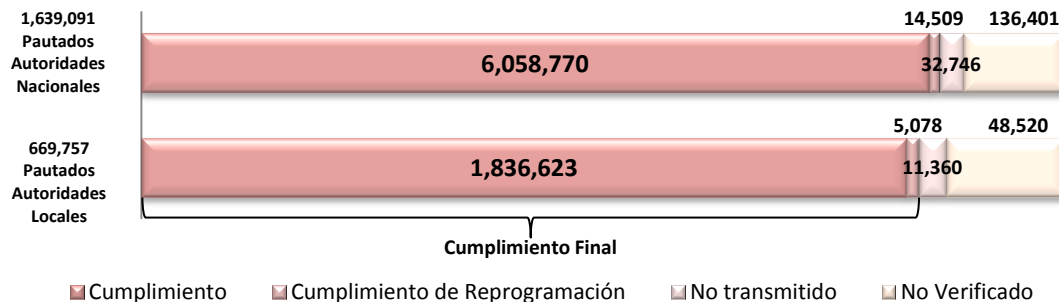 1,639,091
Pautados
Autoridades
Nacionales
14,509
136,401
6,058,770
32,746
669,757
Pautados
Autoridades
Locales
5,078
48,520
1,836,623
11,360
Cumplimiento Final
Cumplimiento
Cumplimiento de Reprogramación
No transmitido
No Verificado